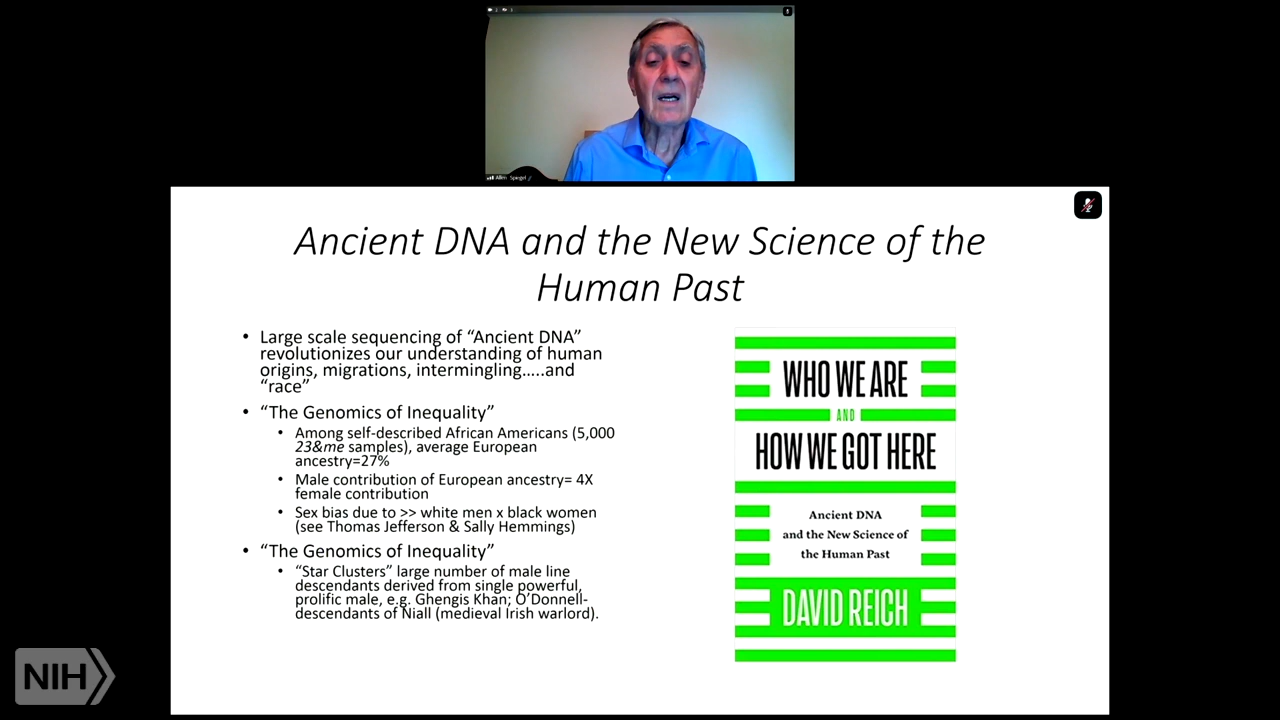 Allen Spiegel
Ancient DNA and the New Science of the
Human Past
• Large scale sequencing of “Ancient DNA”
revolutionizes our understanding of human
origins, migrations, intermingling…..and
“race”
• “The Genomics of Inequality”
• Among self-described African Americans (5,000
23&me samples), average European
ancestry=27%
• Male contribution of European ancestry= 4X
female contribution
• Sex bias due to >> white men x black women
(see Thomas Jefferson & Sally Hemmings)
• “The Genomics of Inequality”
• “Star Clusters” large number of male line
descendants derived from single powerful,
prolific male, e.g. Ghengis Khan; O’Donnell-
descendants of Niall (medieval Irish warlord).
WHO WE ARE
AND
HOW WE GOT HERE
Ancient DNA
and the New Science of
the Human Past
DAVID REICH
NIH